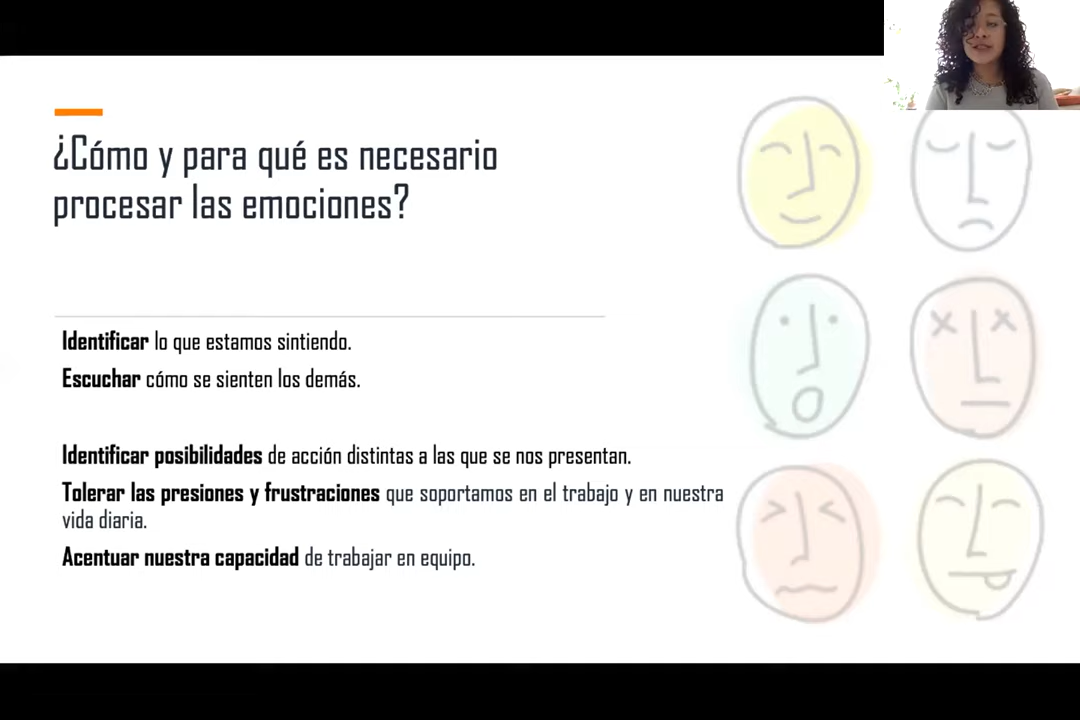 ¿Cómo y para qué es necesario
procesar las emociones?
Identificar lo que estamos sintiendo.
Escuchar cómo se sienten los demás.
Identificar posibilidades de acción distintas a las que se nos presentan.
Tolerar las presiones y frustraciones que soportamos en el trabajo y en nuestra
vida diaria.
Acentuar nuestra capacidad de trabajar en equipo.